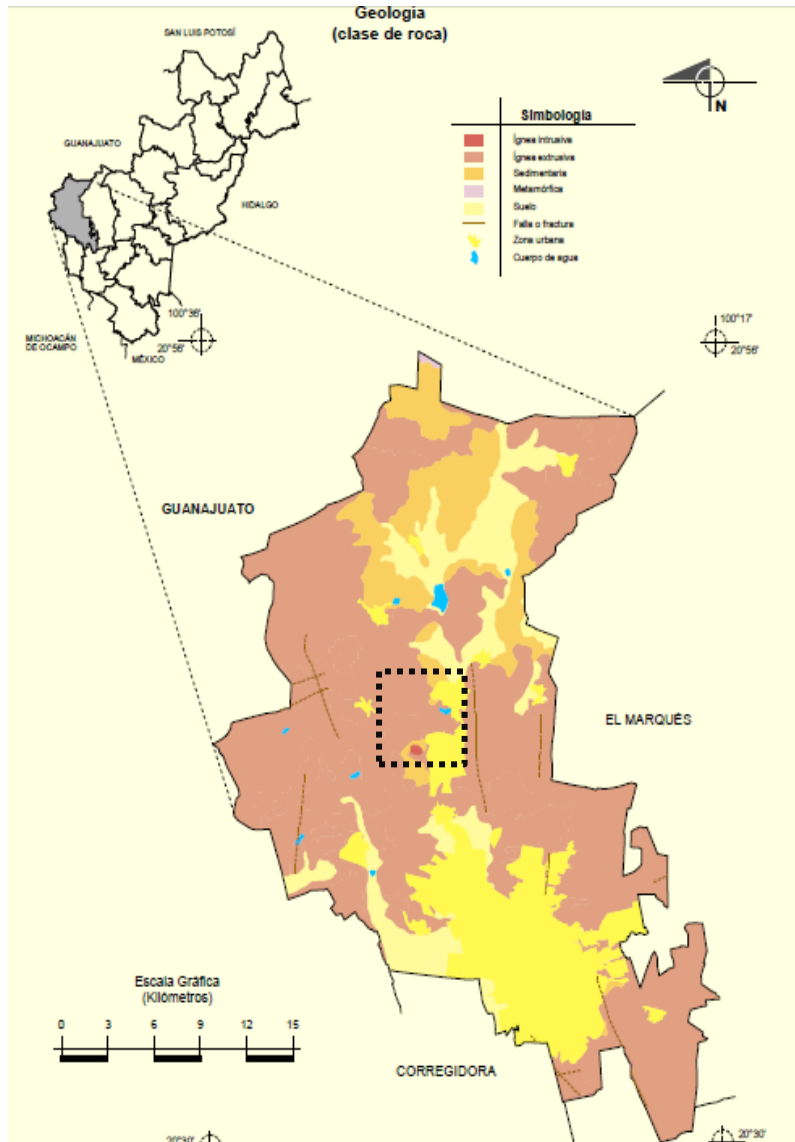 Geología
(clase de roca)
SAN LUIS POTOSÍ
GUANAJUATO
HIDALGO
MICHOACÁN
DE OCAMPO
MÉXICO
N
Simbología
Ígnea intrusiva
Ígnea extrusiva
Sedimentaria
Metamórfica
Suelo
Falla o fractura
Zona urbana
Cuerpo de agua
100°36'
20°56'
100°17'
20°56'
GUANAJUATO
EL MARQUÉS
Escala Gráfica
(Kilómetros)
0 3 6 9 12 15
CORREGIDORA
20°30'
20°30'